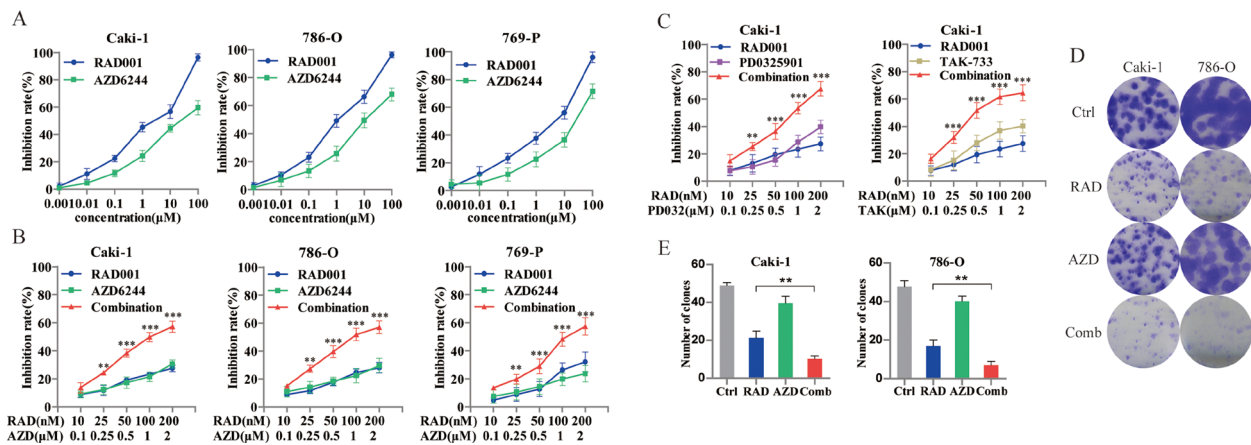 A
Caki-1
RAD001
AZD6244
Inhibition rate(%)
100
80
60
40
20
0
0.001 0.01 0.1 1 10 100
concentration(µM)
786-O
RAD001
AZD6244
Inhibition rate(%)
100
80
60
40
20
0
0.001 0.01 0.1 1 10 100
concentration(µM)
769-P
RAD001
AZD6244
Inhibition rate(%)
100
80
60
40
20
0
0.001 0.01 0.1 1 10 100
concentration(µM)
B
Caki-1
RAD001
AZD6244
Combination
Inhibition rate(%)
100
80
60
40
20
0
** *** *** ***
RAD(nM) 10 25 50 100 200
AZD(µM) 0.1 0.25 0.5 1 2
786-O
RAD001
AZD6244
Combination
Inhibition rate(%)
100
80
60
40
20
0
** *** *** ***
RAD(nM) 10 25 50 100 200
AZD(µM) 0.1 0.25 0.5 1 2
769-P
RAD001
AZD6244
Combination
Inhibition rate(%)
100
80
60
40
20
0
** *** *** ***
RAD(nM) 10 25 50 100 200
AZD(µM) 0.1 0.25 0.5 1 2
C
Caki-1
RAD001
PD0325901
Combination
Inhibition rate(%)
100
80
60
40
20
0
** *** *** ***
RAD(nM) 10 25 50 100 200
PD032(µM) 0.1 0.25 0.5 1 2
Caki-1
RAD001
TAK-733
Combination
Inhibition rate(%)
100
80
60
40
20
0
*** *** *** ***
RAD(nM) 10 25 50 100 200
TAK(µM) 0.1 0.25 0.5 1 2
D
Caki-1 786-O
Ctrl
RAD
AZD
Comb
E
Caki-1
Number of clones
60
40
20
0
**
Ctrl RAD AZD Comb
786-O
Number of clones
60
40
20
0
**
Ctrl RAD AZD Comb